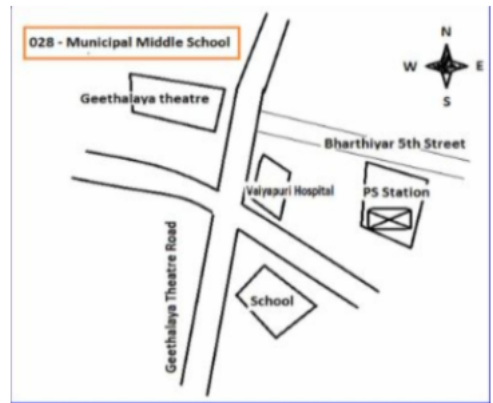 028 - Municipal Middle School
N
W
E
S
Geethalaya theatre
Bharthiyar 5th Street
Vaiyapuri Hospital
PS Station
Geethalaya Theatre Road
School